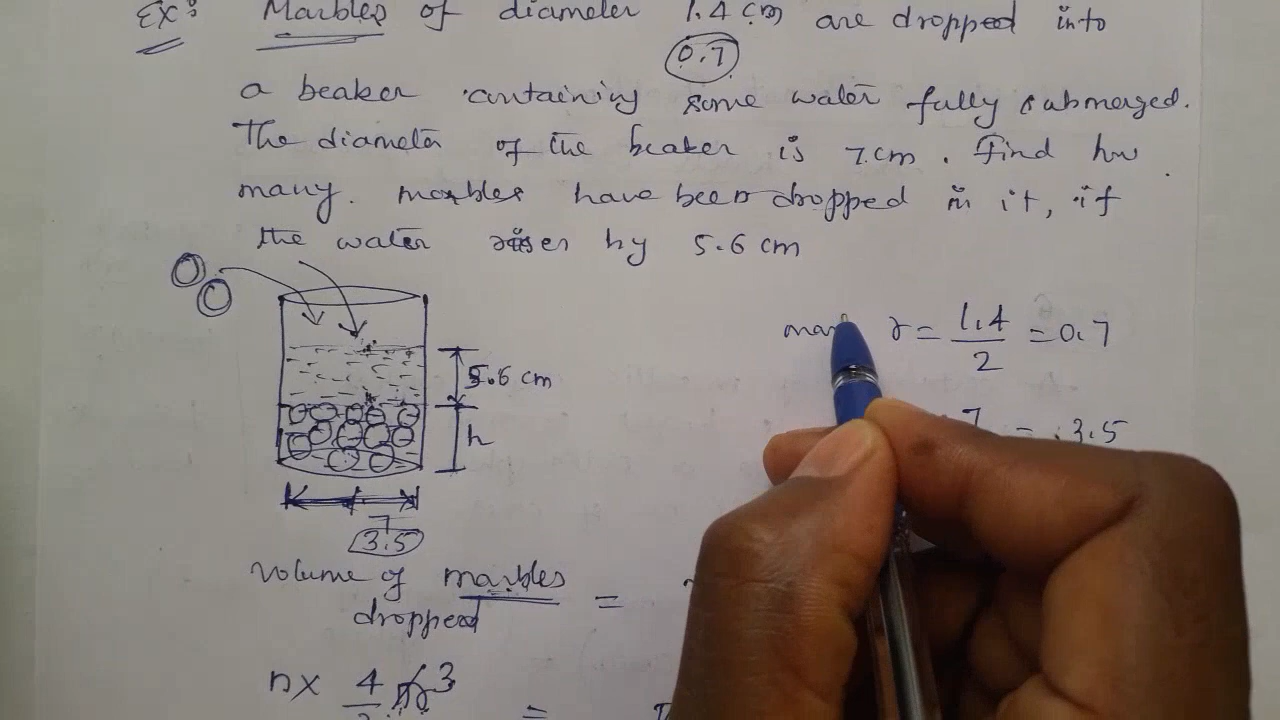 Ex: Marbles of diameter 1.4 cm are dropped into
0.7
a beaker containing some water fully submerged.
The diameter of the beaker is 7 cm. Find how
many marbles have been dropped in it, if
the water rises by 5.6 cm
mar r = 1.4/2 = 0.7
5.6 cm
7 = 3.5
h
7
3.5
volume of marbles =
dropped
n x 4 r3
=